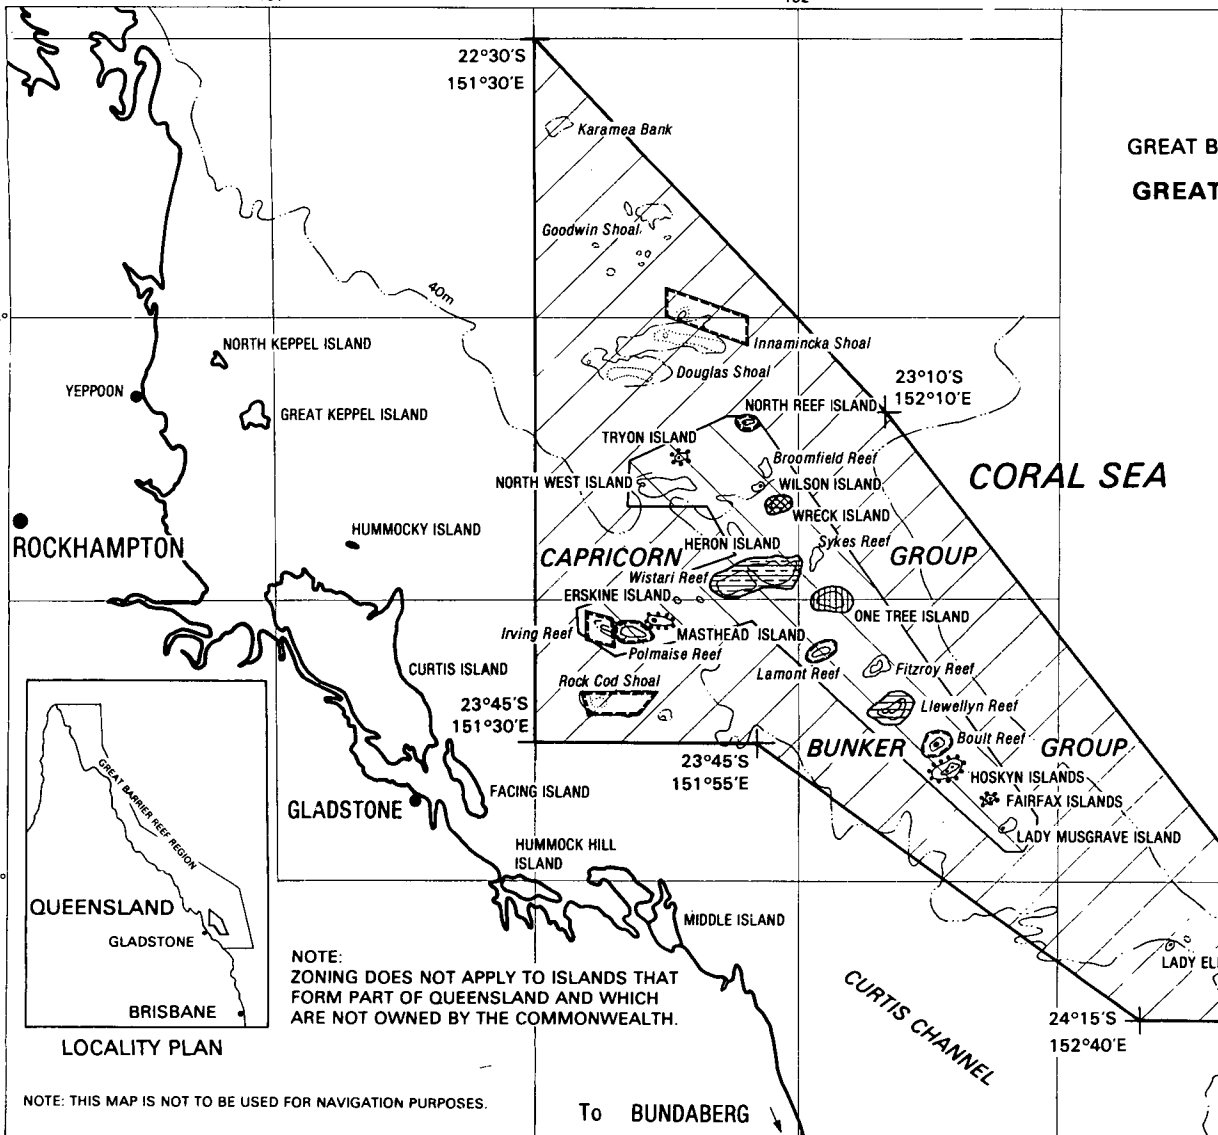 22°30'S
151°30'E
Karamea Bank
GREAT B
GREAT
Goodwin Shoal
40m
NORTH KEPPEL ISLAND
Innamincka Shoal
Douglas Shoal
23°10'S
152°10'E
YEPPOON
GREAT KEPPEL ISLAND
NORTH REEF ISLAND
TRYON ISLAND
Broomfield Reef
CORAL SEA
NORTH WEST ISLAND
WILSON ISLAND
WRECK ISLAND
HUMMOCKY ISLAND
ROCKHAMPTON
HERON ISLAND
Sykes Reef
CAPRICORN
GROUP
Wistari Reef
ERSKINE ISLAND
ONE TREE ISLAND
Irving Reef
MASTHEAD ISLAND
Polmaise Reef
CURTIS ISLAND
Lamont Reef
Fitzroy Reef
Rock Cod Shoal
23°45'S
151°30'E
Llewellyn Reef
Boult Reef
BUNKER
GROUP
23°45'S
151°55'E
HOSKYN ISLANDS
FACING ISLAND
FAIRFAX ISLANDS
GLADSTONE
LADY MUSGRAVE ISLAND
HUMMOCK HILL
ISLAND
GREAT BARRIER REEF REGION
QUEENSLAND
GLADSTONE
MIDDLE ISLAND
NOTE:
ZONING DOES NOT APPLY TO ISLANDS THAT
FORM PART OF QUEENSLAND AND WHICH
ARE NOT OWNED BY THE COMMONWEALTH.
LADY EL
BRISBANE
CURTIS CHANNEL
24°15'S
152°40'E
LOCALITY PLAN
NOTE: THIS MAP IS NOT TO BE USED FOR NAVIGATION PURPOSES.
To BUNDABERG